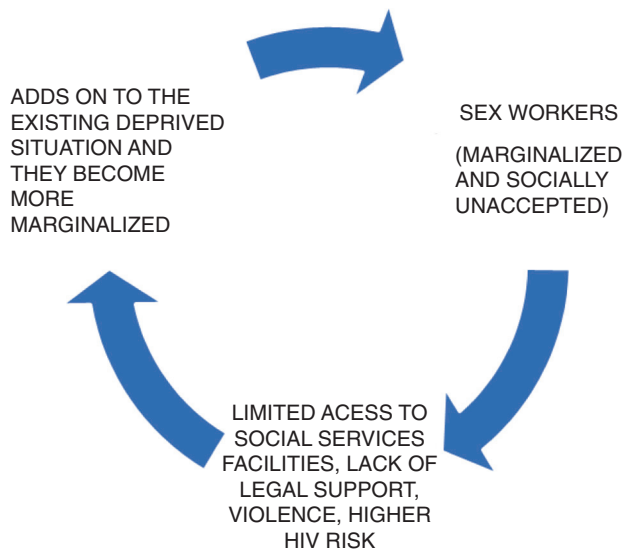 ADDS ON TO THE
EXISTING DEPRIVED
SITUATION AND
THEY BECOME
MORE
MARGINALIZED
SEX WORKERS
(MARGINALIZED
AND SOCIALLY
UNACCEPTED)
LIMITED ACESS TO
SOCIAL SERVICES
FACILITIES, LACK OF
LEGAL SUPPORT,
VIOLENCE, HIGHER
HIV RISK